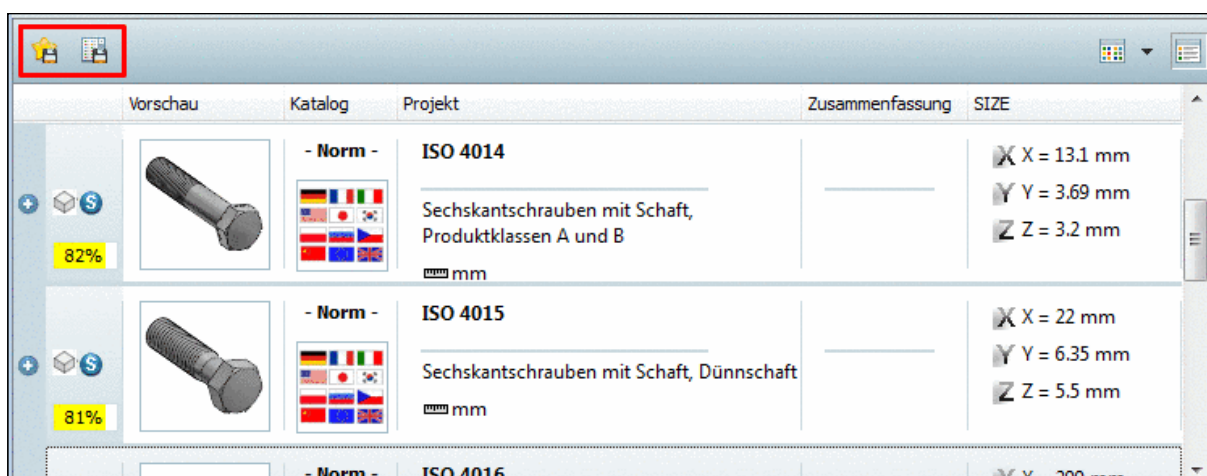 Vorschau Katalog Projekt Zusammenfassung SIZE
- Norm -
ISO 4014
Sechskantschrauben mit Schaft,
Produktklassen A und B
mm
X X = 13.1 mm
Y Y = 3.69 mm
Z Z = 3.2 mm
S
82%
- Norm -
ISO 4015
Sechskantschrauben mit Schaft, Dünnschaft
mm
X X = 22 mm
Y Y = 6.35 mm
Z Z = 5.5 mm
S
81%
- Norm -
ISO 4016